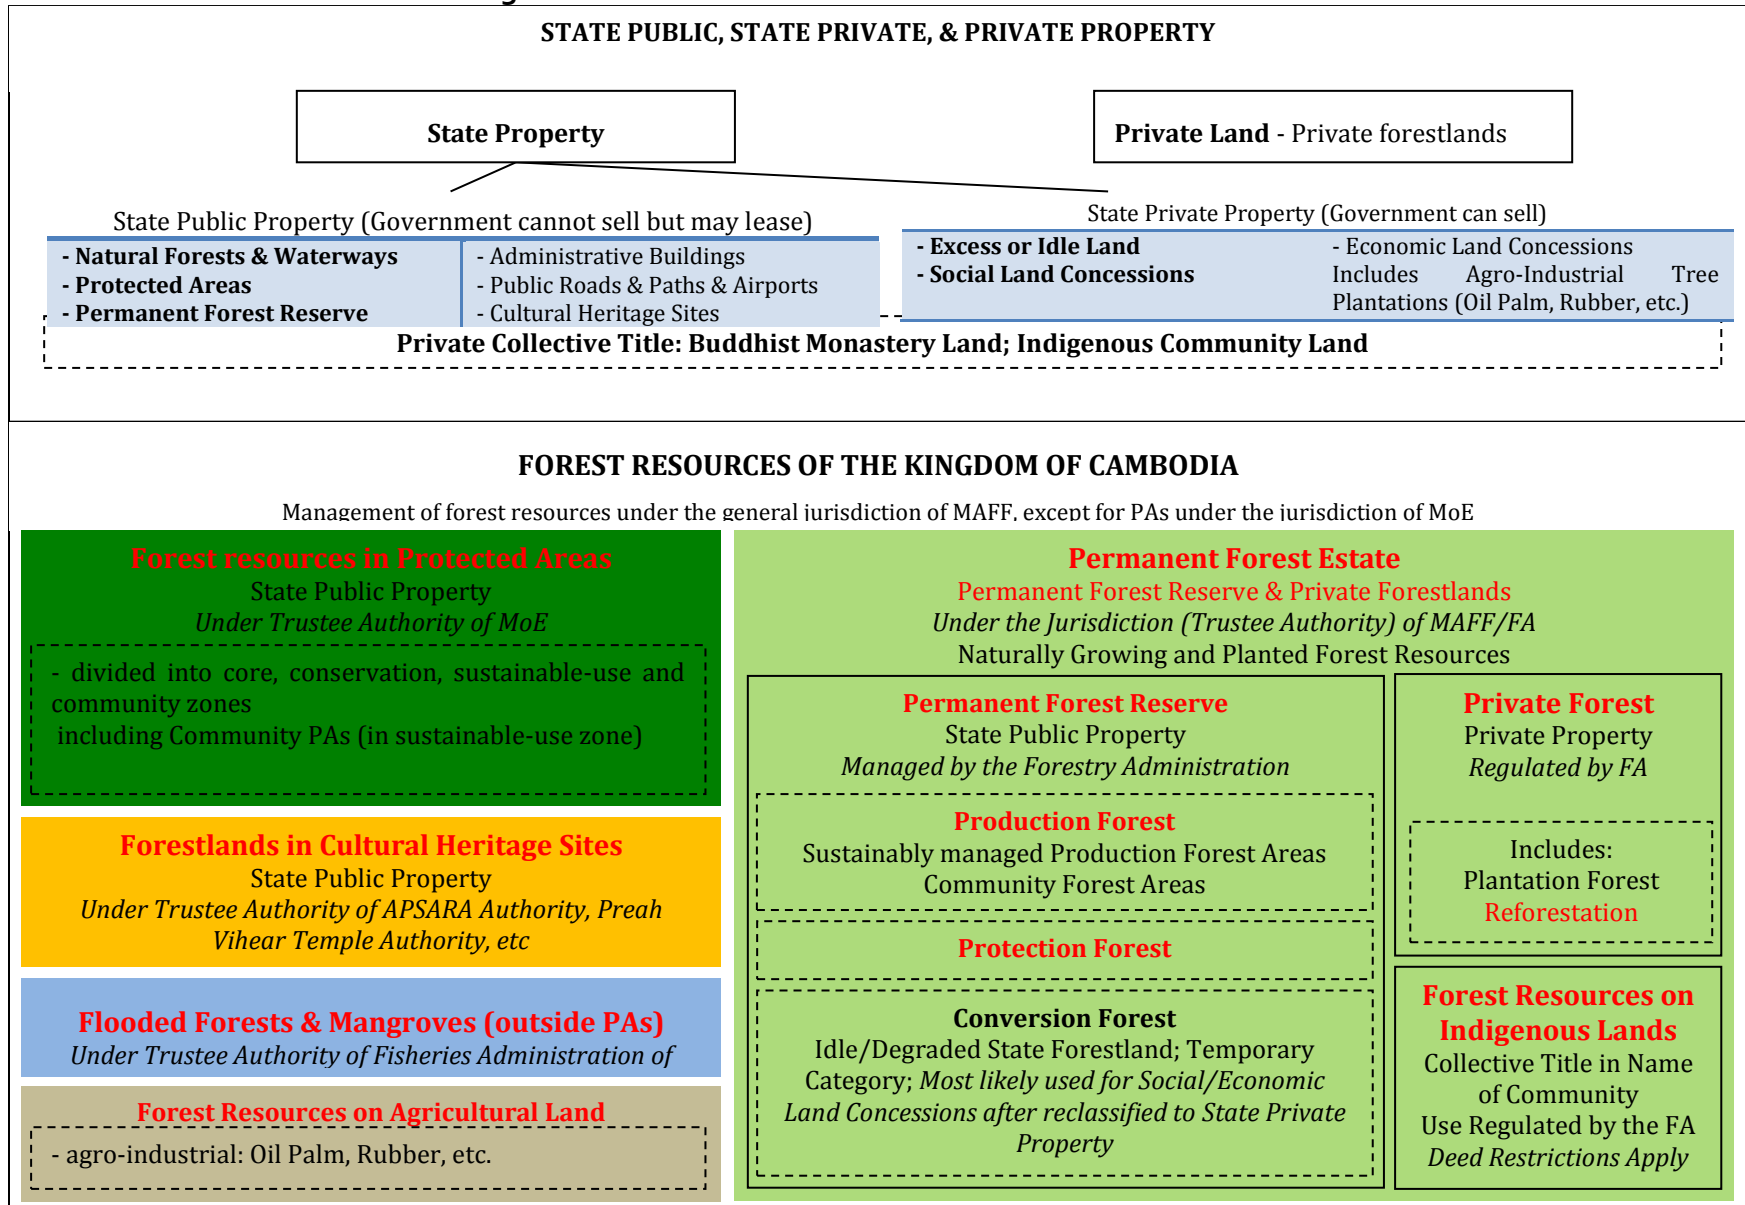 STATE PUBLIC, STATE PRIVATE, & PRIVATE PROPERTY
State Property
Private Land - Private forestlands
State Public Property (Government cannot sell but may lease)
- Natural Forests & Waterways
- Protected Areas
- Permanent Forest Reserve
- Administrative Buildings
- Public Roads & Paths & Airports
- Cultural Heritage Sites
State Private Property (Government can sell)
- Excess or Idle Land
- Social Land Concessions
- Economic Land Concessions
Includes Agro-Industrial Tree
Plantations (Oil Palm, Rubber, etc.)
Private Collective Title: Buddhist Monastery Land; Indigenous Community Land
FOREST RESOURCES OF THE KINGDOM OF CAMBODIA
Management of forest resources under the general jurisdiction of MAFF, except for PAs under the jurisdiction of MoE
Forest resources in Protected Areas
State Public Property
Under Trustee Authority of MoE
- divided into core, conservation, sustainable-use and
community zones
including Community PAs (in sustainable-use zone)
Forestlands in Cultural Heritage Sites
State Public Property
Under Trustee Authority of APSARA Authority, Preah
Vihear Temple Authority, etc
Flooded Forests & Mangroves (outside PAs)
Under Trustee Authority of Fisheries Administration of
Forest Resources on Agricultural Land
- agro-industrial: Oil Palm, Rubber, etc.
Permanent Forest Estate
Permanent Forest Reserve & Private Forestlands
Under the Jurisdiction (Trustee Authority) of MAFF/FA
Naturally Growing and Planted Forest Resources
Permanent Forest Reserve
State Public Property
Managed by the Forestry Administration
Production Forest
Sustainably managed Production Forest Areas
Community Forest Areas
Protection Forest
Conversion Forest
Idle/Degraded State Forestland; Temporary
Category; Most likely used for Social/Economic
Land Concessions after reclassified to State Private
Property
Private Forest
Private Property
Regulated by FA
Includes:
Plantation Forest
Reforestation
Forest Resources on
Indigenous Lands
Collective Title in Name
of Community
Use Regulated by the FA
Deed Restrictions Apply